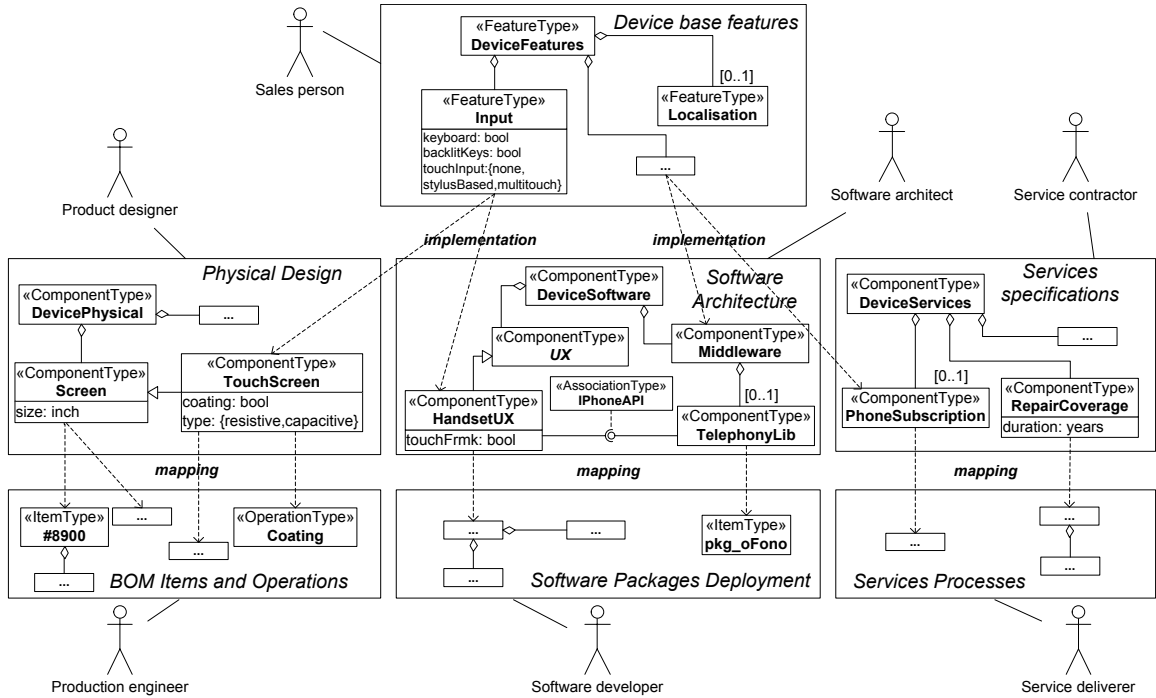 Sales person
Device base features
«FeatureType»
DeviceFeatures
[0..1]
«FeatureType»
Input
keyboard: bool
backlitKeys: bool
touchInput:{none,
stylusBased,multitouch}
«FeatureType»
Localisation
...
Product designer
Software architect
Service contractor
implementation
implementation
Physical Design
«ComponentType»
DevicePhysical
...
«ComponentType»
Screen
size: inch
«ComponentType»
TouchScreen
coating: bool
type: {resistive,capacitive}
Software
Architecture
«ComponentType»
DeviceSoftware
«ComponentType»
UX
«ComponentType»
Middleware
«AssociationType»
IPhoneAPI
[0..1]
«ComponentType»
HandsetUX
touchFrmk: bool
«ComponentType»
TelephonyLib
Services
specifications
«ComponentType»
DeviceServices
...
[0..1]
«ComponentType»
PhoneSubscription
«ComponentType»
RepairCoverage
duration: years
mapping
mapping
mapping
«ItemType»
#8900
...
...
...
«OperationType»
Coating
BOM Items and Operations
...
...
...
«ItemType»
pkg_oFono
Software Packages Deployment
...
...
...
Services Processes
Production engineer
Software developer
Service deliverer